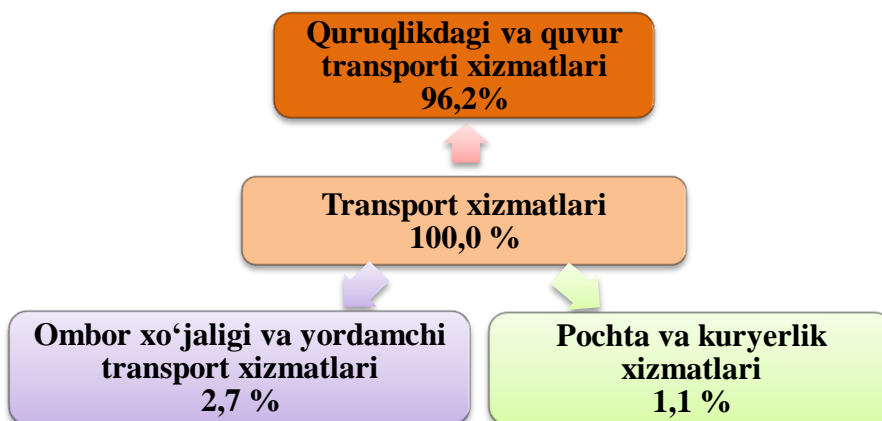 Quruqlikdagi va quvur
transporti xizmatlari
96,2%
Transport xizmatlari
100,0 %
Ombor xo‘jaligi va yordamchi
transport xizmatlari
2,7 %
Pochta va kuryerlik
xizmatlari
1,1 %